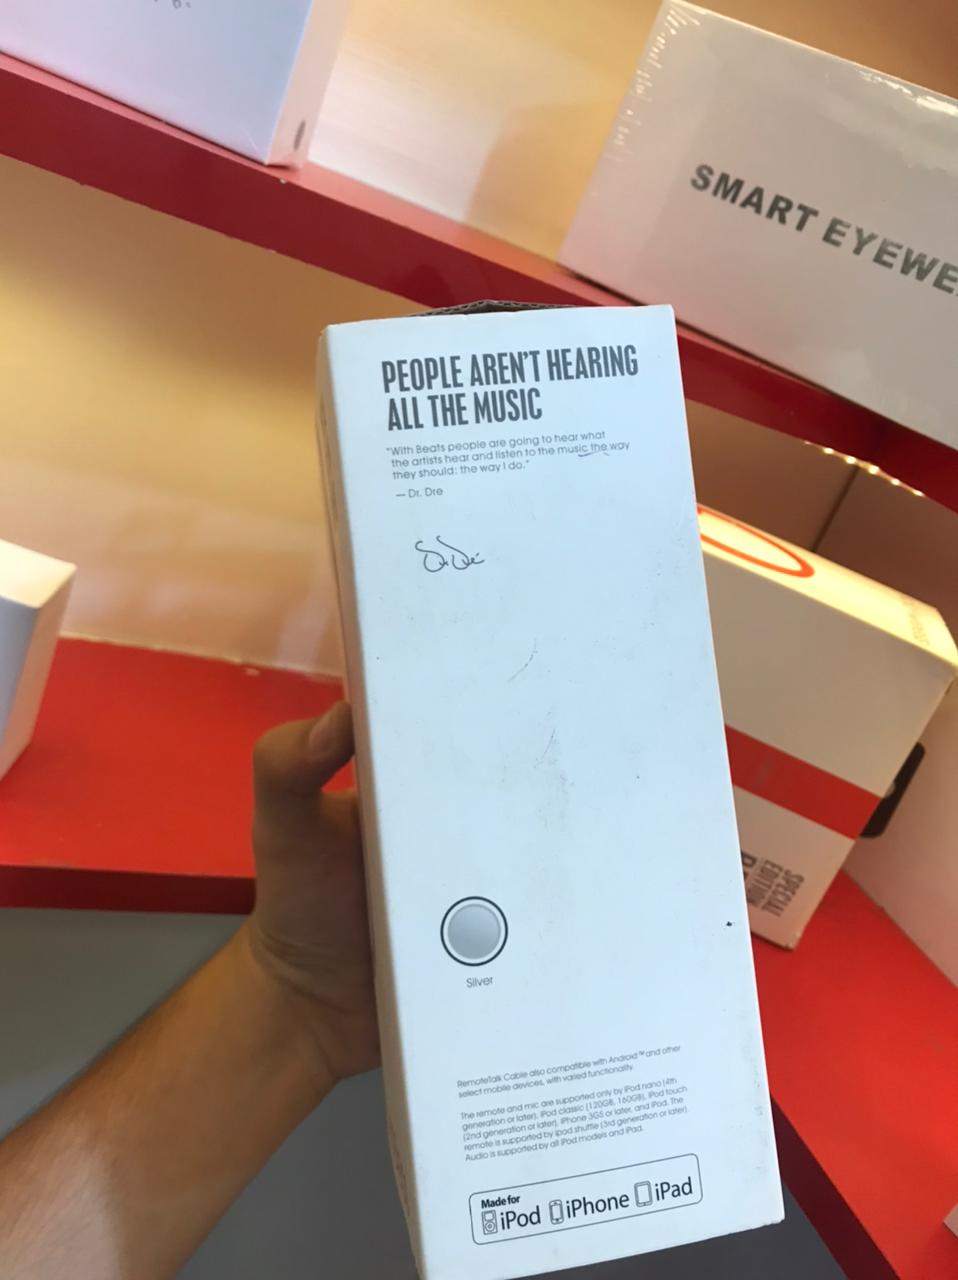 SMART EYEWE
PEOPLE AREN'T HEARING
ALL THE MUSIC
"With Beats people are going to hear what
the artists hear and listen to the music the way
they should: the way I do."
— Dr. Dre
Silver
SPECIAL
EDITION
RemoteTalk Cable also compatible with Android™ and other
select mobile devices, with varied functionality.
The remote and mic are supported only by iPod nano (4th
generation or later), iPod classic (120GB, 160GB), iPod touch
(2nd generation or later), iPhone 3GS or later, and iPad. The
remote is supported by ipod shuffle (3rd generation or later).
Audio is supported by all iPod models and iPad.
Made for
iPod iPhone iPad